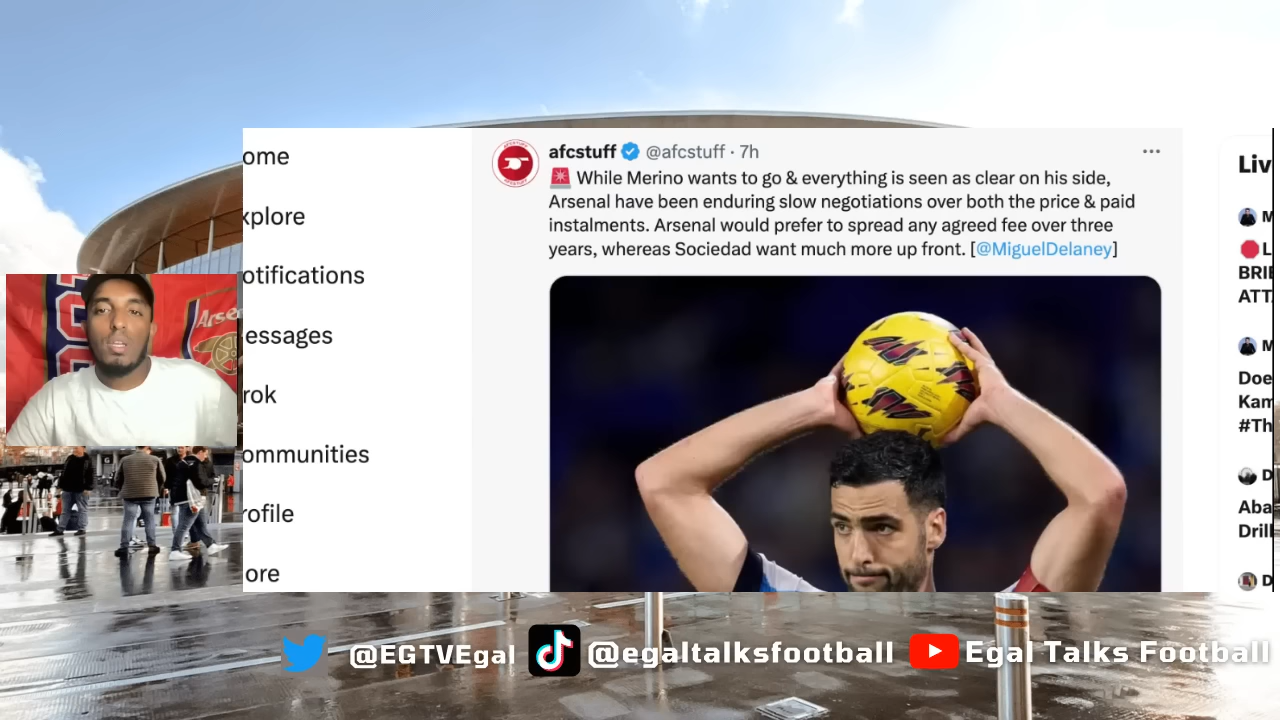 ome
xplore
otifications
essages
rok
ommunities
rofile
ore
afcstuff @afcstuff · 7h
🚨 While Merino wants to go & everything is seen as clear on his side,
Arsenal have been enduring slow negotiations over both the price & paid
instalments. Arsenal would prefer to spread any agreed fee over three
years, whereas Sociedad want much more up front. [@MiguelDelaney]
Liv
M
L
BRIE
ATT
M
Doe
Kam
#Th
D
Aba
Drill
D
Arse
@EGTVEgal
@egaltalksfootball
Egal Talks Football